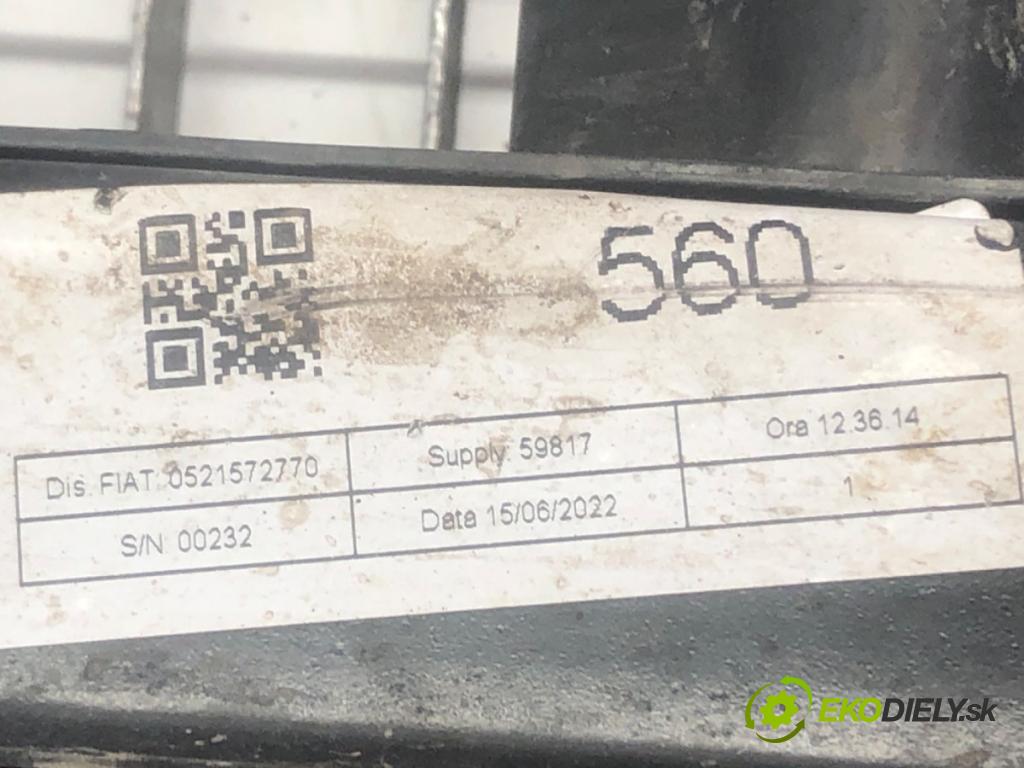 560
Dis. FIAT: 0521572770 Supply 59817 Ora 12.36.14
S/N 00232 Data 15/06/2022 1
EKODIELY.sk